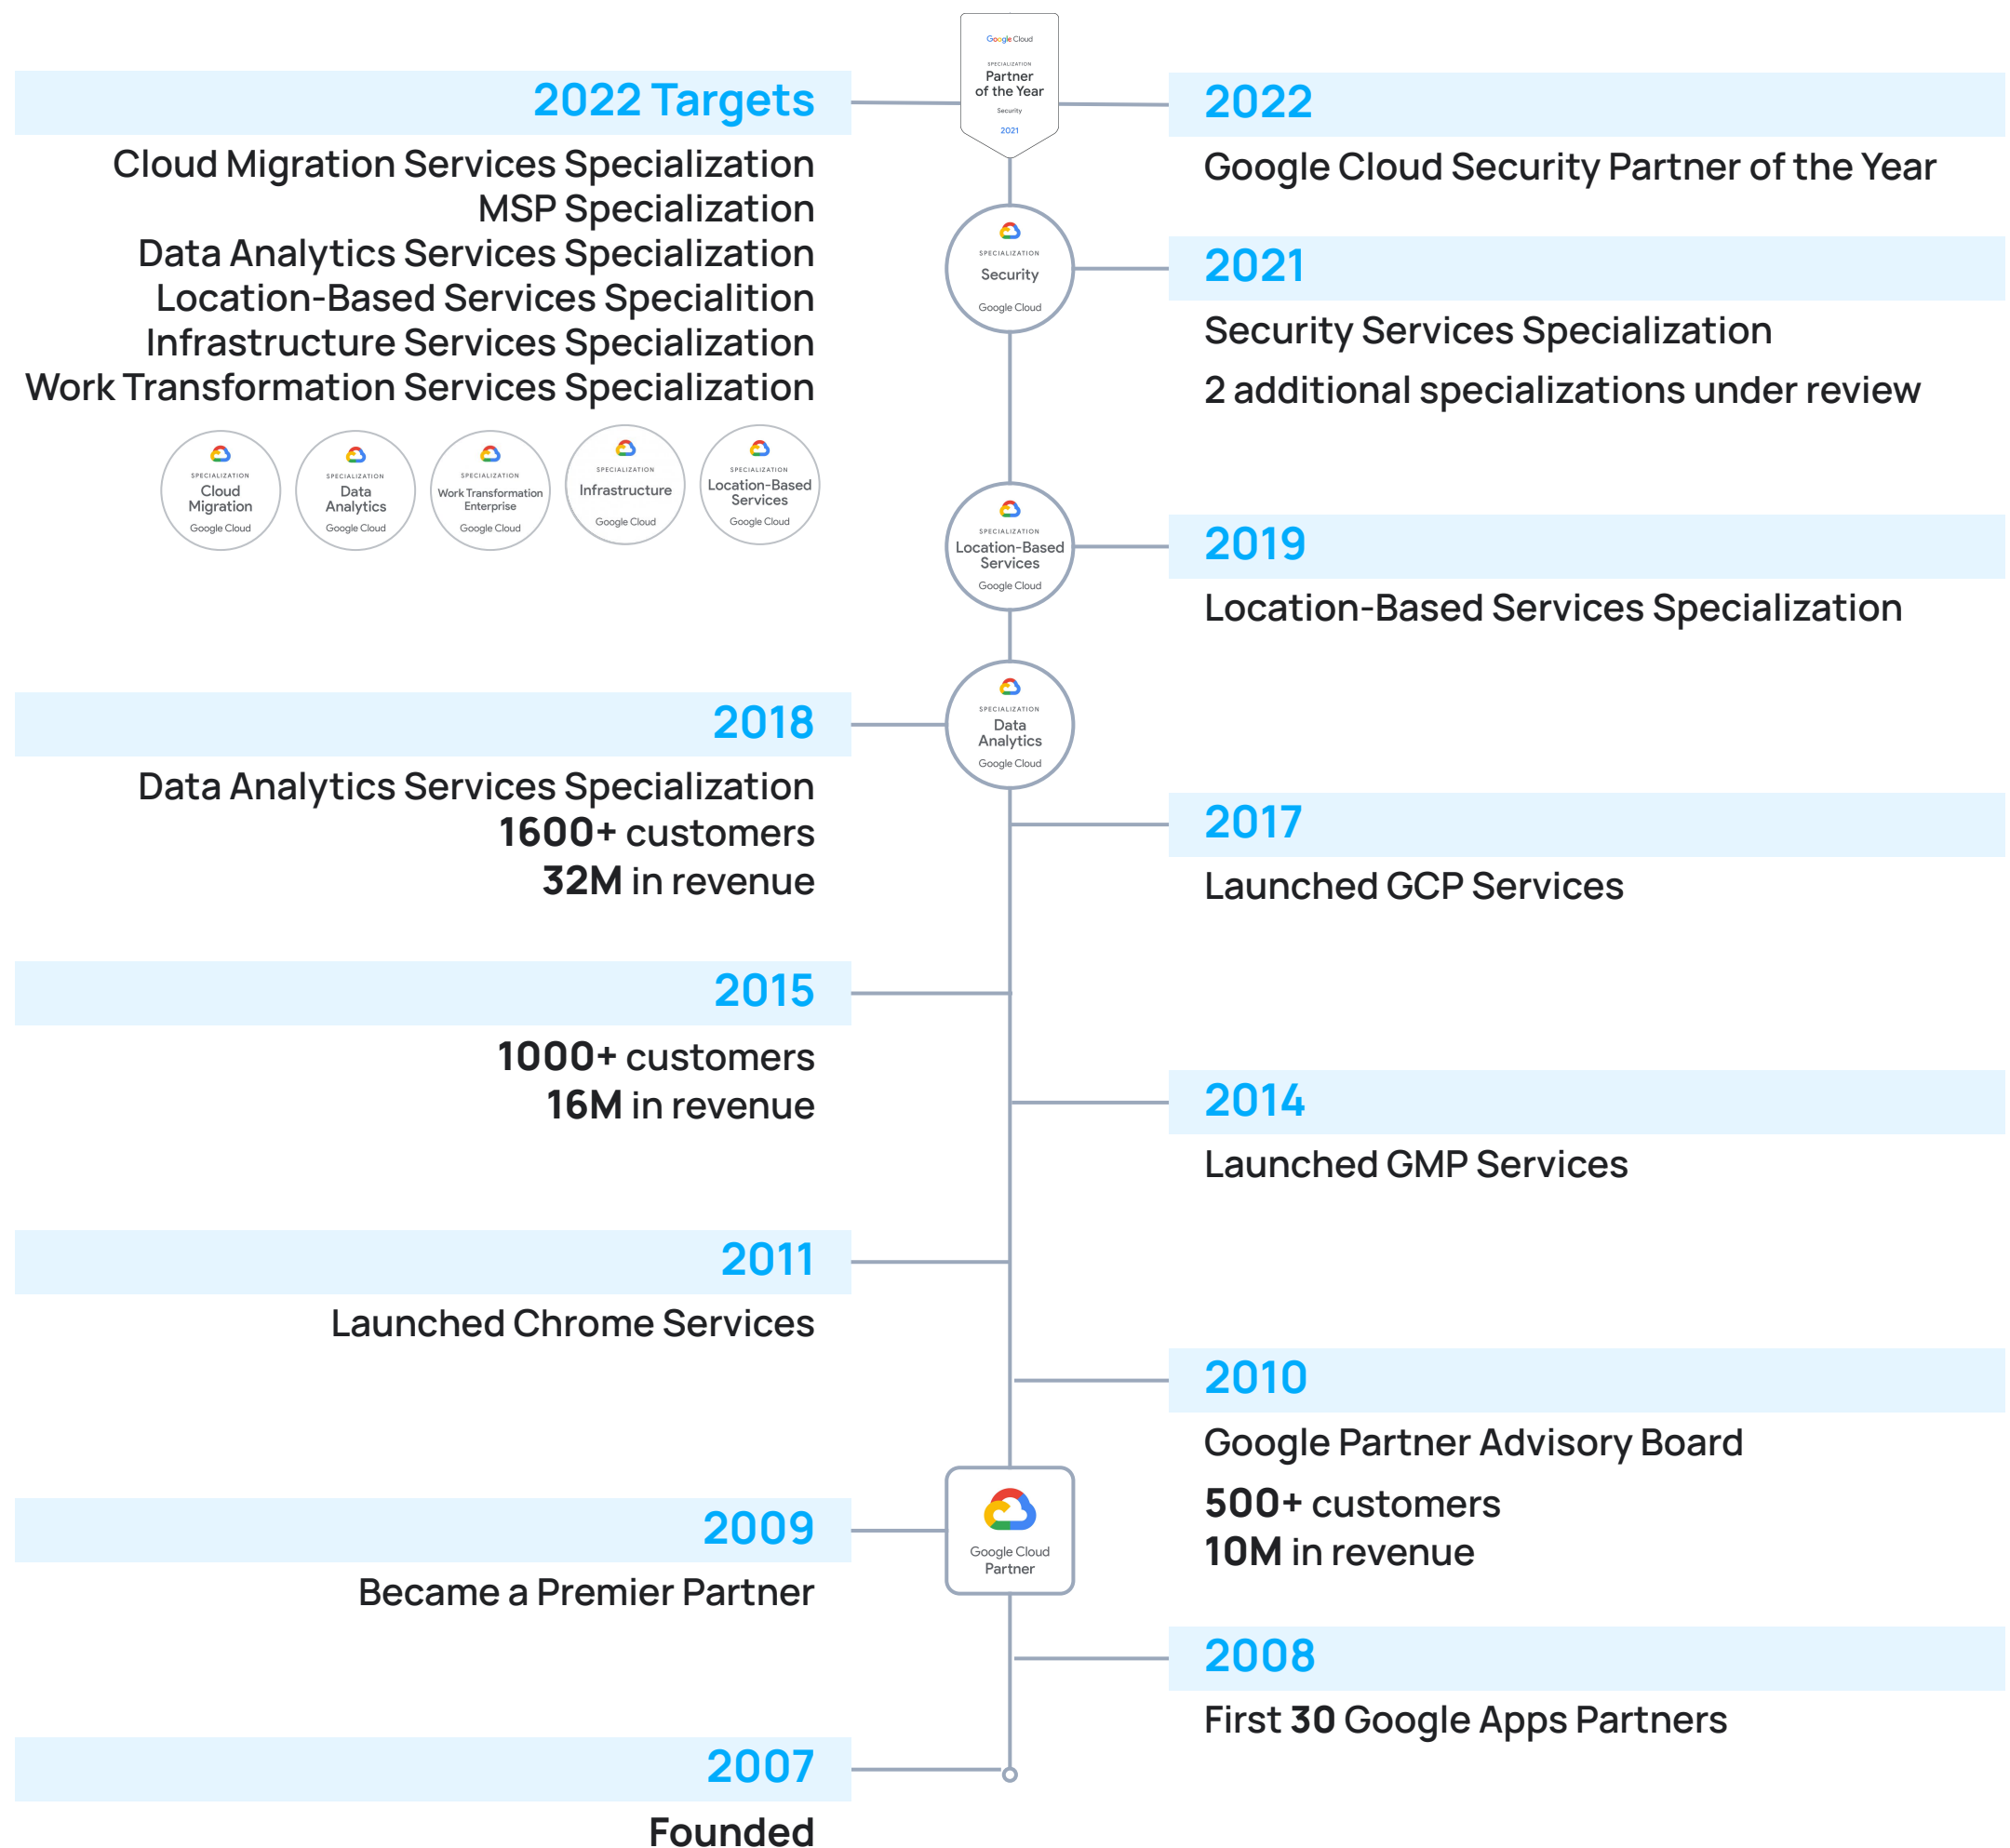 Google Cloud
SPECIALIZATION
Partner
of the Year
Security
2021
2022 Targets
Cloud Migration Services Specialization
MSP Specialization
Data Analytics Services Specialization
Location-Based Services Specialition
Infrastructure Services Specialization
Work Transformation Services Specialization
SPECIALIZATION
Cloud
Migration
Google Cloud
SPECIALIZATION
Data
Analytics
Google Cloud
SPECIALIZATION
Work Transformation
Enterprise
Google Cloud
SPECIALIZATION
Infrastructure
Google Cloud
SPECIALIZATION
Location-Based
Services
Google Cloud
2022
Google Cloud Security Partner of the Year
SPECIALIZATION
Security
Google Cloud
2021
Security Services Specialization
2 additional specializations under review
SPECIALIZATION
Location-Based
Services
Google Cloud
2019
Location-Based Services Specialization
2018
Data Analytics Services Specialization
1600+ customers
32M in revenue
SPECIALIZATION
Data
Analytics
Google Cloud
2017
Launched GCP Services
2015
1000+ customers
16M in revenue
2014
Launched GMP Services
2011
Launched Chrome Services
2010
Google Partner Advisory Board
500+ customers
10M in revenue
2009
Became a Premier Partner
Google Cloud
Partner
2008
First 30 Google Apps Partners
2007
Founded